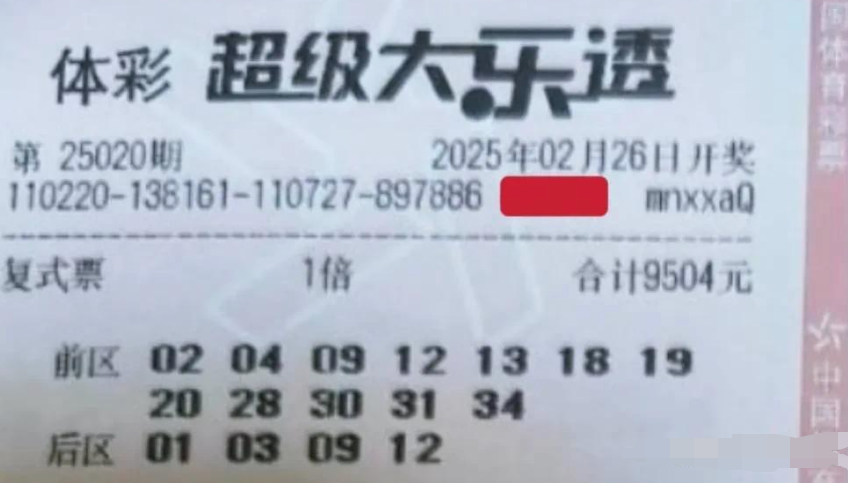 体彩 超级大乐透
第 25020期 2025年02月26日开奖
110220-138161-110727-897886 mnxxaQ
复式票 1倍 合计9504元
前区 02 04 09 12 13 18 19
20 28 30 31 34
后区 01 03 09 12
国体育彩票
中国